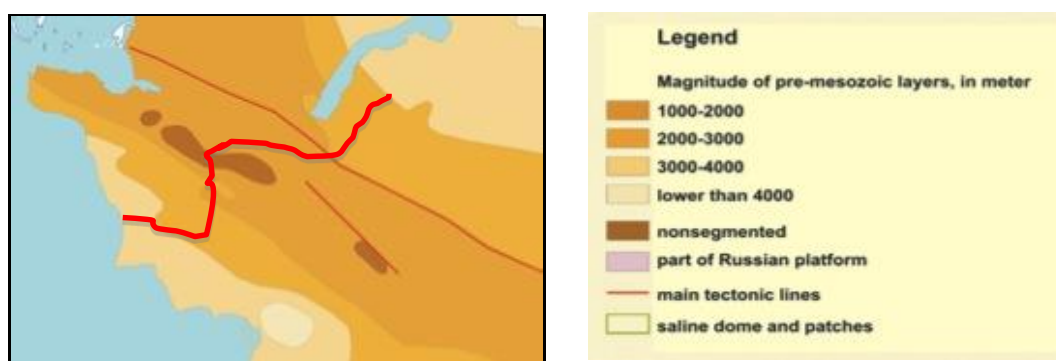 Legend
Magnitude of pre-mesozoic layers, in meter
1000-2000
2000-3000
3000-4000
lower than 4000
nonsegmented
part of Russian platform
main tectonic lines
saline dome and patches